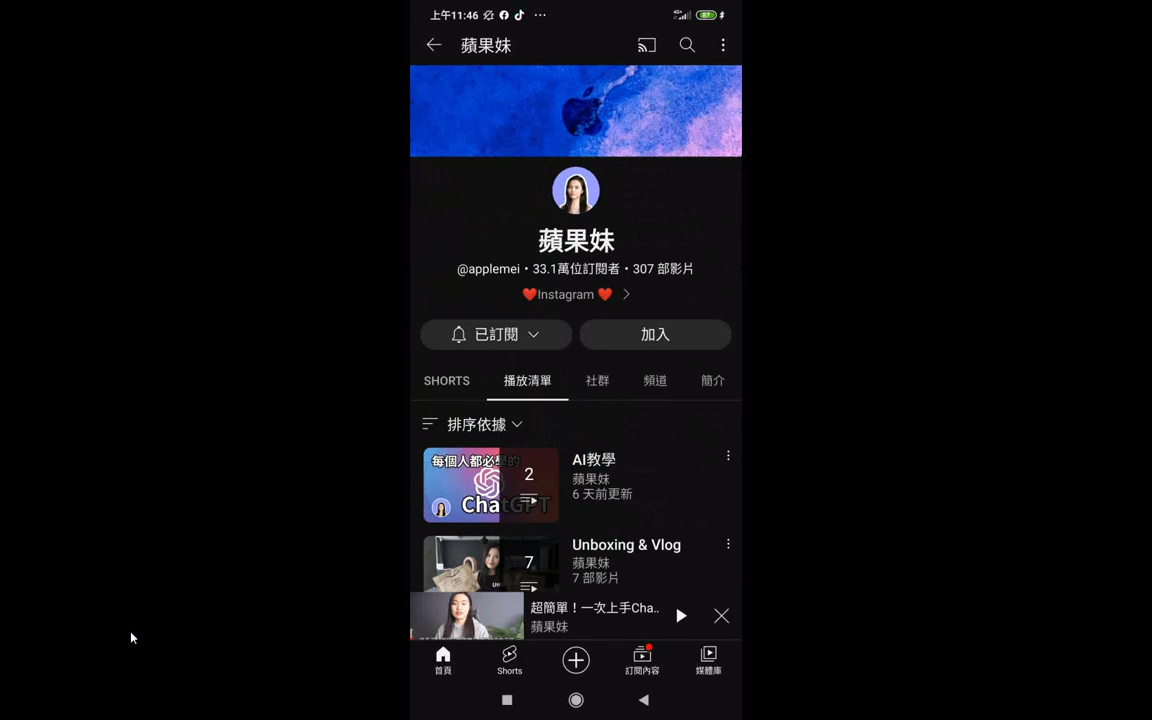 上午11:46
4G+
87
蘋果妹
蘋果妹
@applemei・33.1萬位訂閱者・307 部影片
❤️Instagram ❤️
已訂閱
加入
SHORTS
播放清單
社群
頻道
簡介
排序依據
每個人都必學的
ChatGPT
2
AI教學
蘋果妹
6 天前更新
7
Un
Unboxing & Vlog
蘋果妹
7 部影片
超簡單！一次上手Cha..
蘋果妹
首頁
Shorts
訂閱內容
媒體庫